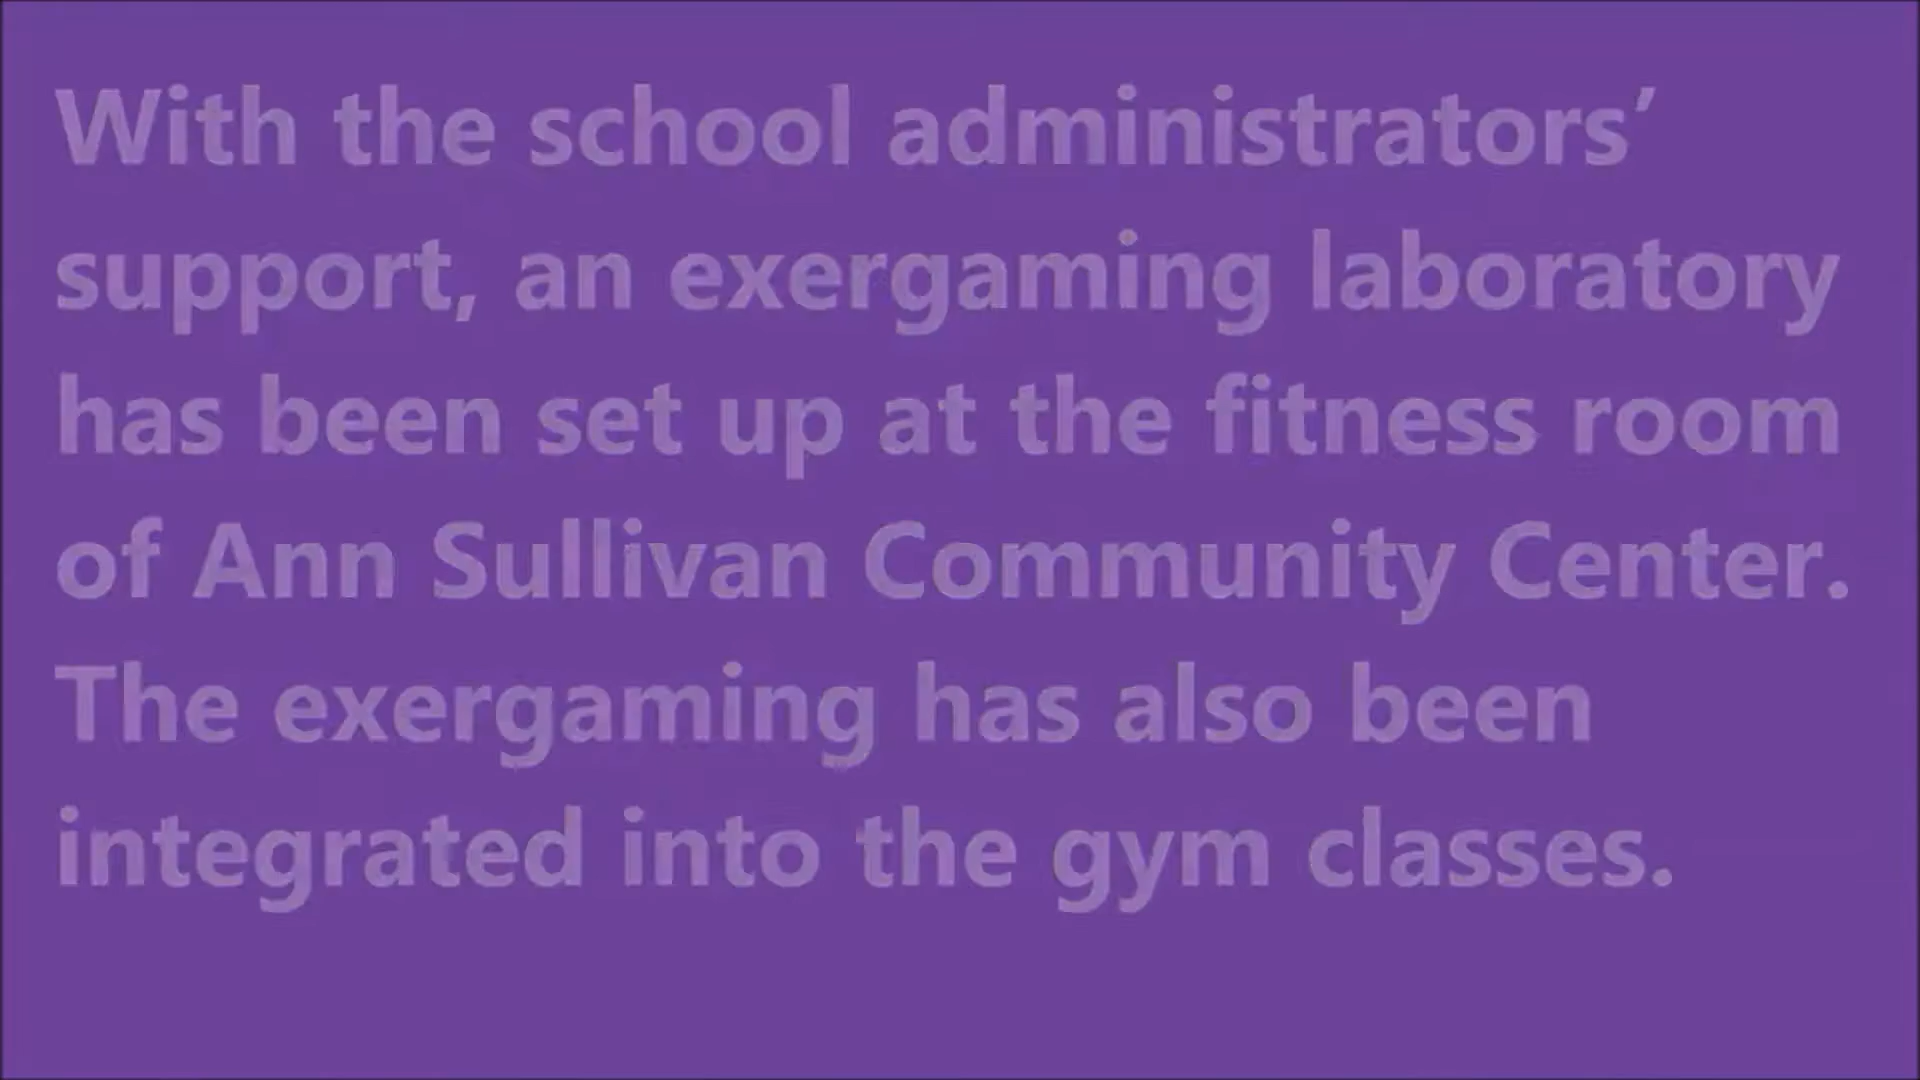 With the school administrators’
support, an exergaming laboratory
has been set up at the fitness room
of Ann Sullivan Community Center.
The exergaming has also been
integrated into the gym classes.